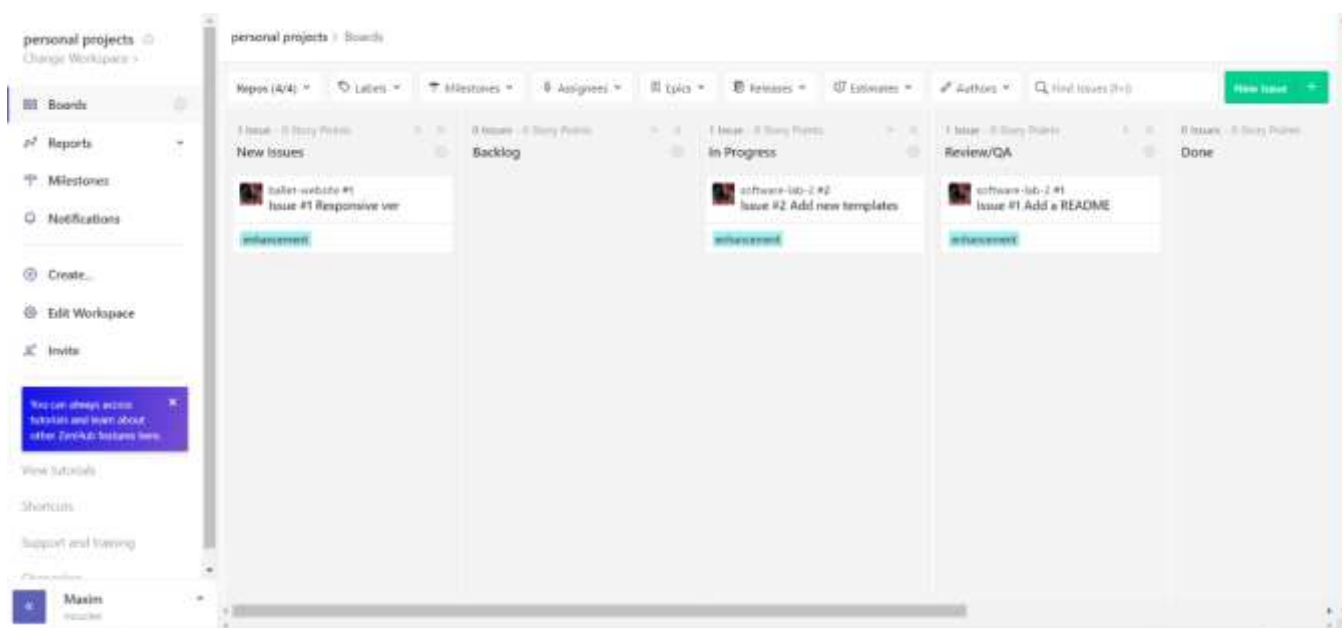 personal projects
Change Workspace >
Boards
Reports
Milestones
Notifications
Create...
Edit Workspace
Invite
You can always access
tutorials and learn about
other ZenHub features here.
View tutorials
Shortcuts
Support and training
Maxim
personal projects > Boards
Repos (4/4) Labels Milestones Assignees Epics Releases Estimates Authors Find Issues New Issue +
1 Issue · 0 Story Points
New Issues
ballet-website #1
Issue #1 Responsive ver
enhancement
0 Issues · 0 Story Points
Backlog
1 Issue · 0 Story Points
In Progress
software-lab-2 #2
Issue #2 Add new templates
enhancement
1 Issue · 0 Story Points
Review/QA
software-lab-2 #1
Issue #1 Add a README
enhancement
0 Issues · 0 Story Points
Done